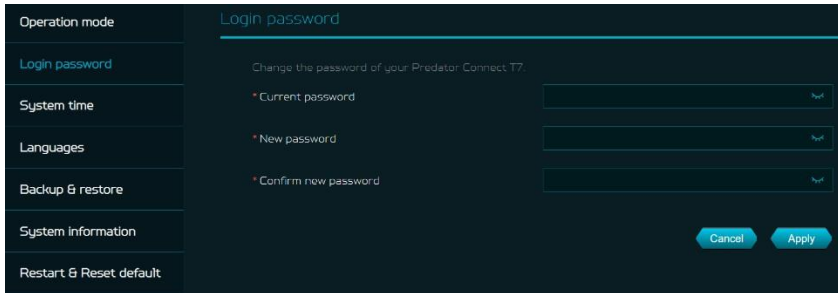 Operation mode
Login password
System time
Languages
Backup & restore
System information
Restart & Reset default
Login password
Change the password of your Predator Connect T7.
* Current password
* New password
* Confirm new password
Cancel Apply